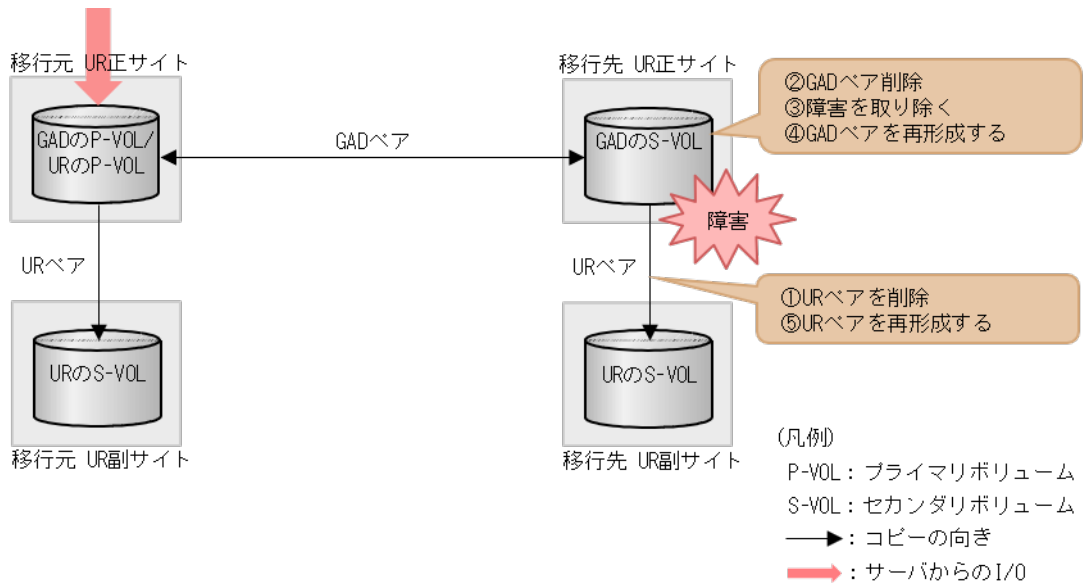 移行元 UR正サイト
移行先 UR正サイト
GADのP-VOL/
URのP-VOL
GADペア
GADのS-VOL
②GADペア削除
③障害を取り除く
④GADペアを再形成する
障害
URペア
URペア
①URペアを削除
⑤URペアを再形成する
URのS-VOL
URのS-VOL
移行元 UR副サイト
移行先 UR副サイト
(凡例)
P-VOL：プライマリボリューム
S-VOL：セカンダリボリューム
：コピーの向き
：サーバからのI/O